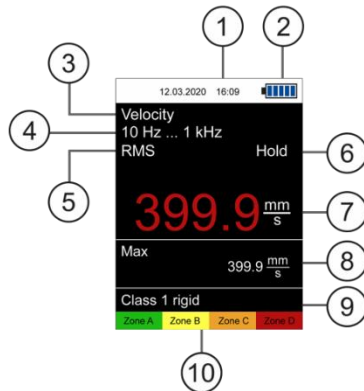 1
2
12.03.2020 16:09
3
Velocity
4
10 Hz ... 1 kHz
RMS Hold
5
6
399.9 mm/s
7
Max
399.9 mm/s
8
Class 1 rigid
9
Zone A Zone B Zone C Zone D
10